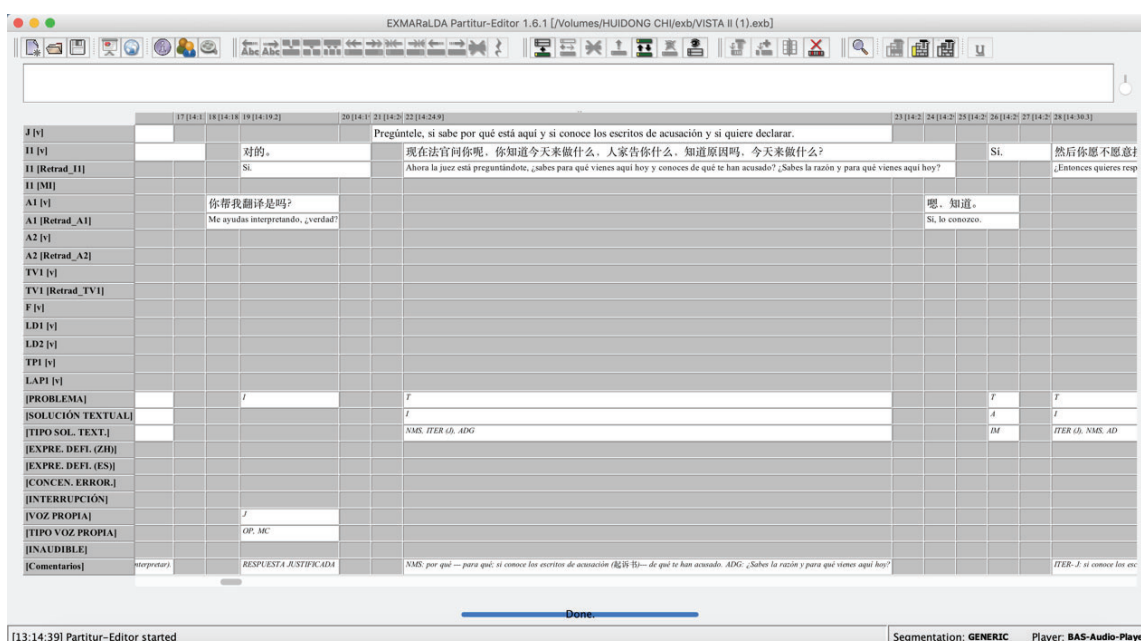 EXMARaLDA Partitur-Editor 1.6.1 [/Volumes/HUIDONG CHI/exb/VISTA II (1).exb]
Abc Abc
u
17 [14:1 18 [14:18 19 [14:19.2] 20 [14:1 21 [14:2 22 [14:24.9] 23 [14:2 24 [14:2 25 [14:2 26 [14:2 27 [14:2 28 [14:30.3]
J [v] Pregúntele, si sabe por qué está aquí y si conoce los escritos de acusación y si quiere declarar.
I1 [v] 对的。 现在法官问你呢，你知道今天来做什么，人家告你什么，知道原因吗，今天来做什么? Si. 然后你愿不愿意
I1 [Retrad_I1] Si. Ahora la juez está preguntándote, ¿sabes para qué vienes aquí hoy y conoces de qué te han acusado? ¿Sabes la razón y para qué vienes aquí hoy? ¿Entonces quieres resp
I1 [MI]
A1 [v] 你帮我翻译是吗? 嗯，知道。
A1 [Retrad_A1] Me ayudas interpretando, ¿verdad? Si, lo conozco.
A2 [v]
A2 [Retrad_A2]
TV1 [v]
TV1 [Retrad_TV1]
F [v]
LD1 [v]
LD2 [v]
TP1 [v]
LAP1 [v]
[PROBLEMA] I T T T
[SOLUCIÓN TEXTUAL] I A I
[TIPO SOL. TEXT.] NMS, ITER (J), ADG IM ITER (J), NMS, AD
[EXPRE. DEFI. (ZH)]
[EXPRE. DEFI. (ES)]
[CONCEN. ERROR.]
[INTERRUPCIÓN]
[VOZ PROPIA] J
[TIPO VOZ PROPIA] OP, MC
[INAUDIBLE]
[Comentarios] nterpretar). RESPUESTA JUSTIFICADA NMS: por qué — para qué; si conoce los escritos de acusación (起诉书)— de qué te han acusado. ADG: ¿Sabes la razón y para qué vienes aquí hoy? ITER- J: si conoce los esc
Done.
[13:14:39] Partitur-Editor started Segmentation: GENERIC Player: BAS-Audio-Playe